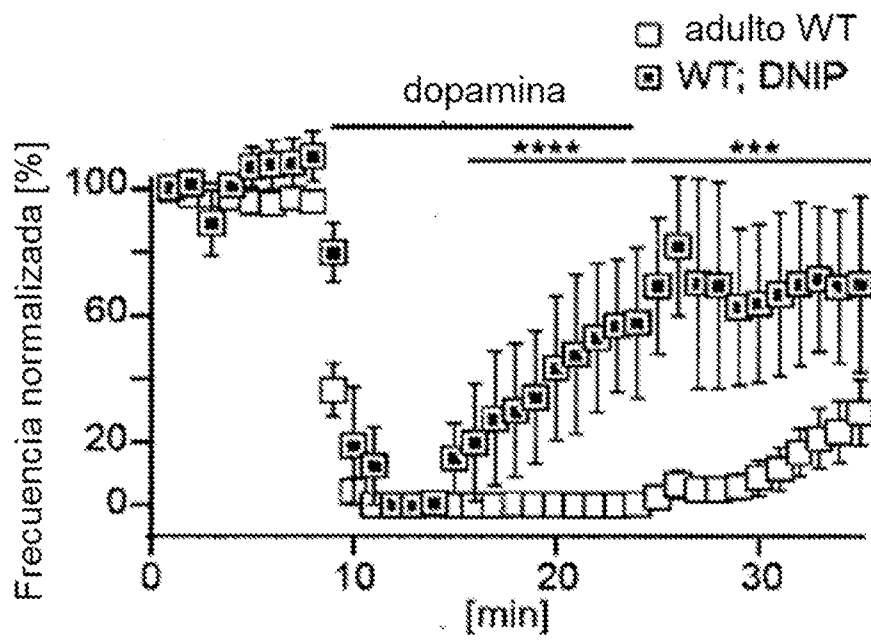 adulto WT
WT; DNIP
dopamina
**** ***
Frecuencia normalizada [%]
100
60
20
0
0 10 20 30
[min]